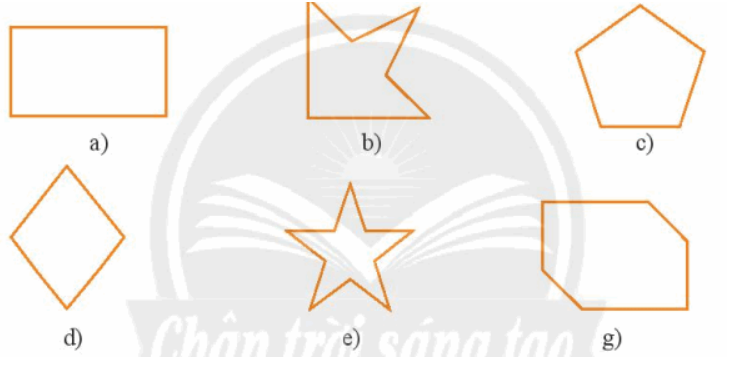 a)
b)
c)
d)
e)
g)
Chân trời sáng tạo